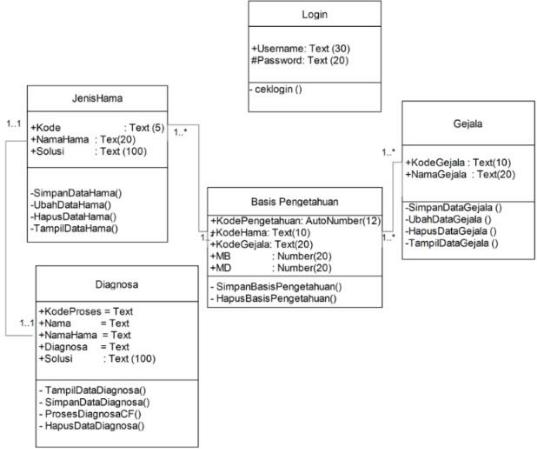 Login
+Username: Text (30)
#Password: Text (20)
- ceklogin ()
JenisHama
1..1
+Kode : Text (5)
+NamaHama : Tex(20)
+Solusi : Text (100)
1..*
-SimpanDataHama()
-UbahDataHama()
-HapusDataHama()
-TampilDataHama()
Gejala
1..*
+KodeGejala : Text(10)
+NamaGejala : Text(20)
-SimpanDataGejala ()
-UbahDataGejala ()
-HapusDataGejala ()
-TampilDataGejala ()
Basis Pengetahuan
+KodePengetahuan: AutoNumber(12)
+KodeHama: Text(10)
+KodeGejala: Text(20)
+MB : Number(20)
+MD : Number(20)
1..*
- SimpanBasisPengetahuan()
- HapusBasisPengetahuan()
Diagnosa
1..1
+KodeProses = Text
+Nama = Text
+NamaHama = Text
+Diagnosa = Text
+Solusi : Text (100)
- TampilDataDiagnosa()
- SimpanDataDiagnosa()
- ProsesDiagnosaCF()
- HapusDataDiagnosa()